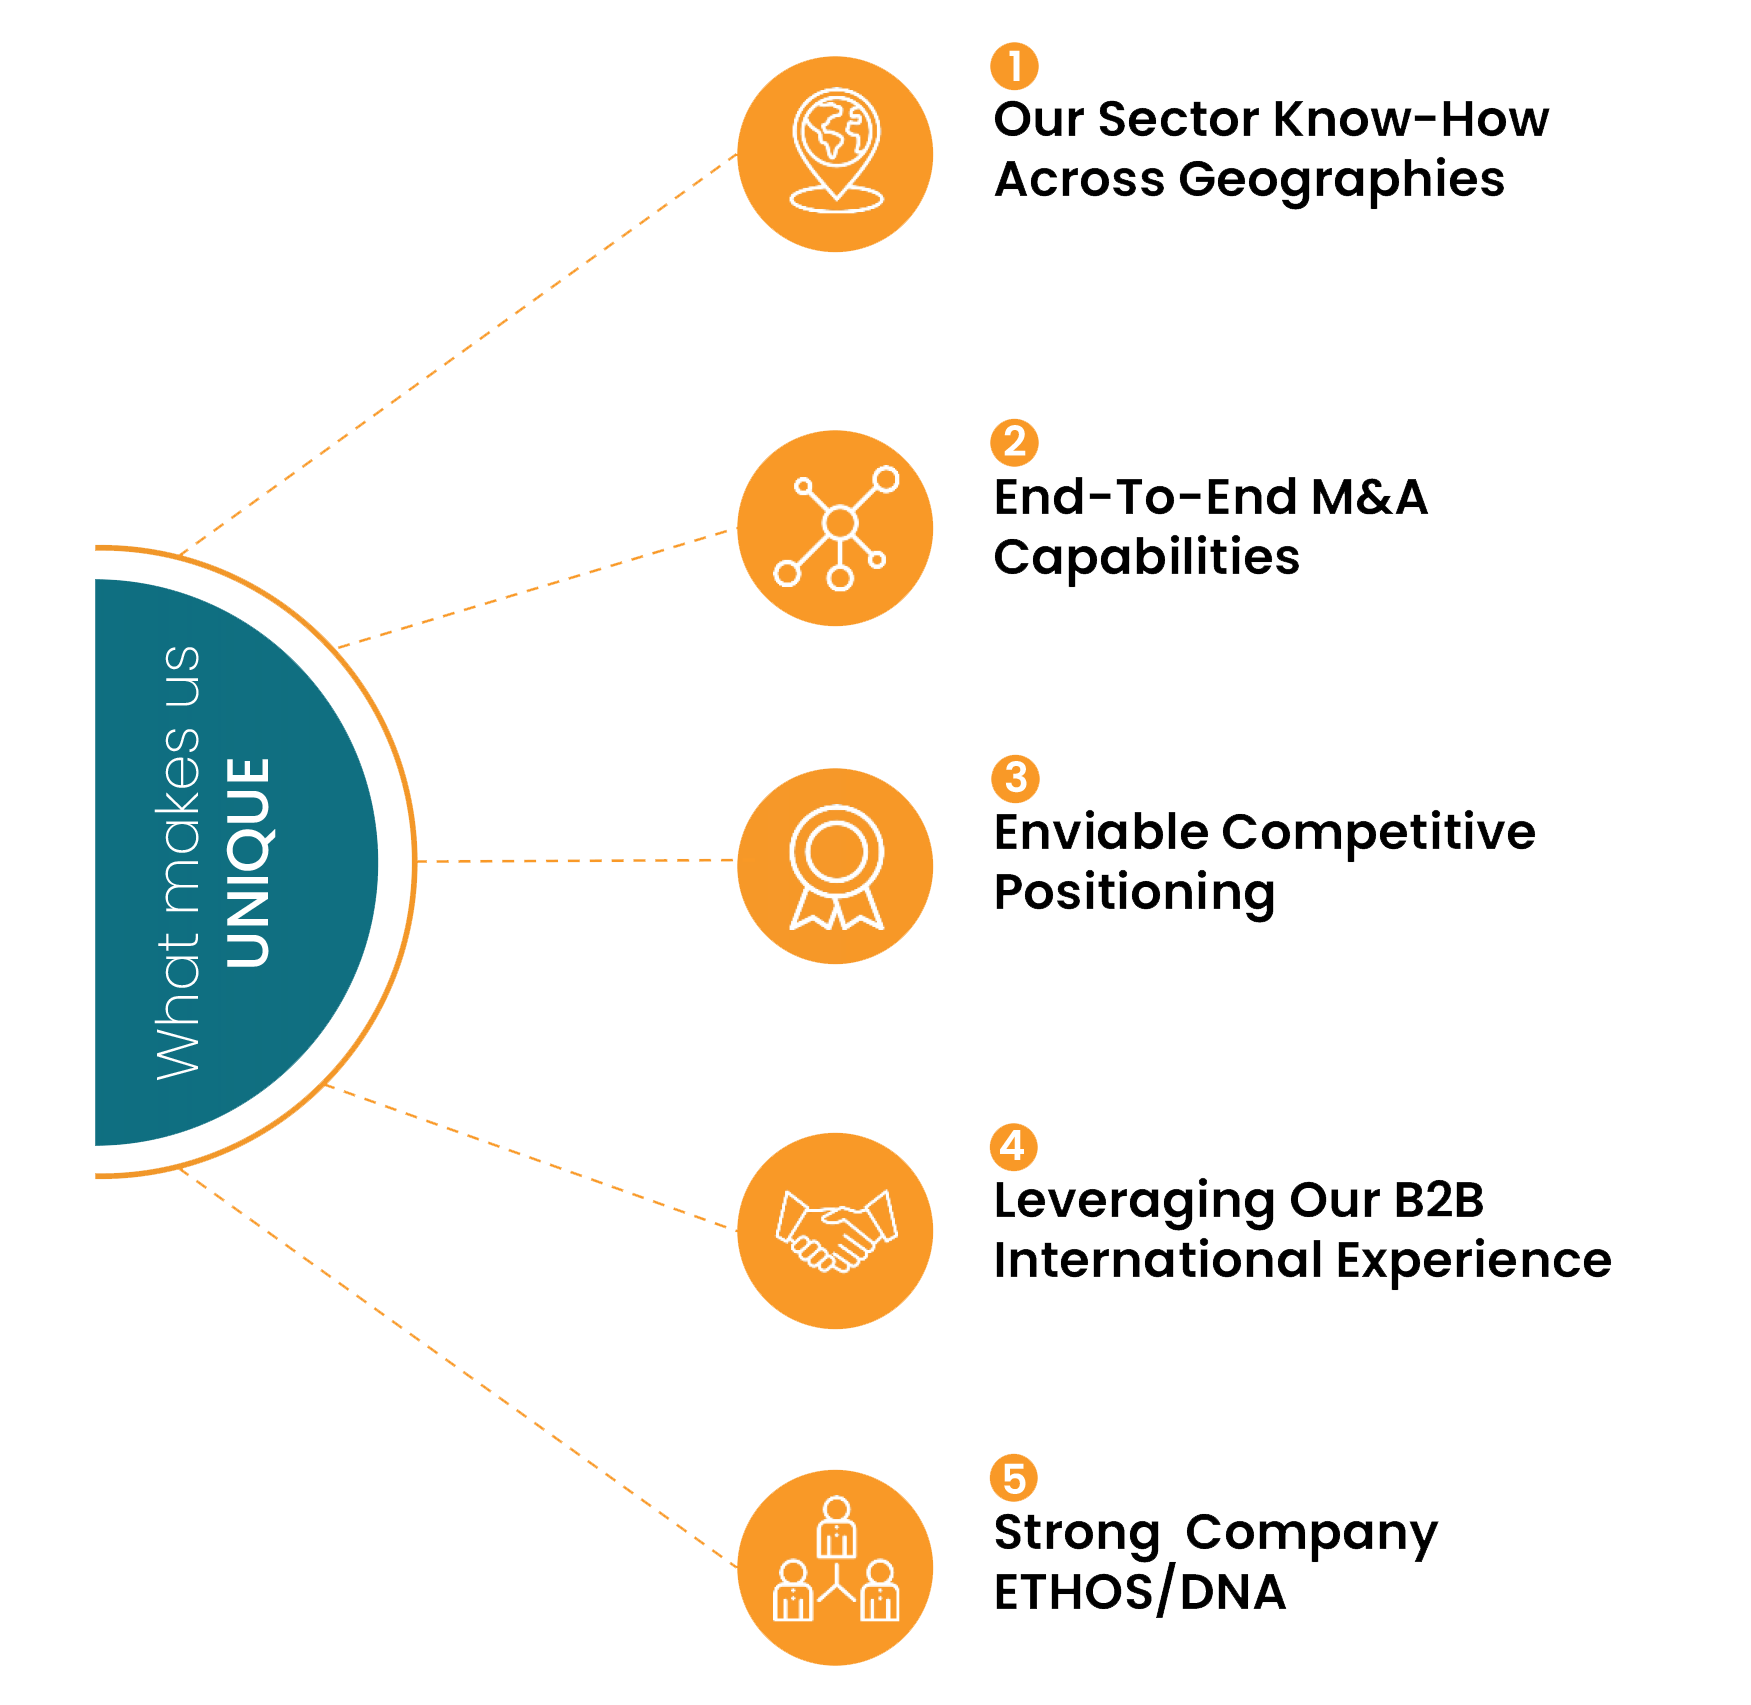 What makes us
UNIQUE
1
Our Sector Know-How
Across Geographies
2
End-To-End M&A
Capabilities
3
Enviable Competitive
Positioning
4
Leveraging Our B2B
International Experience
5
Strong  Company
ETHOS/DNA